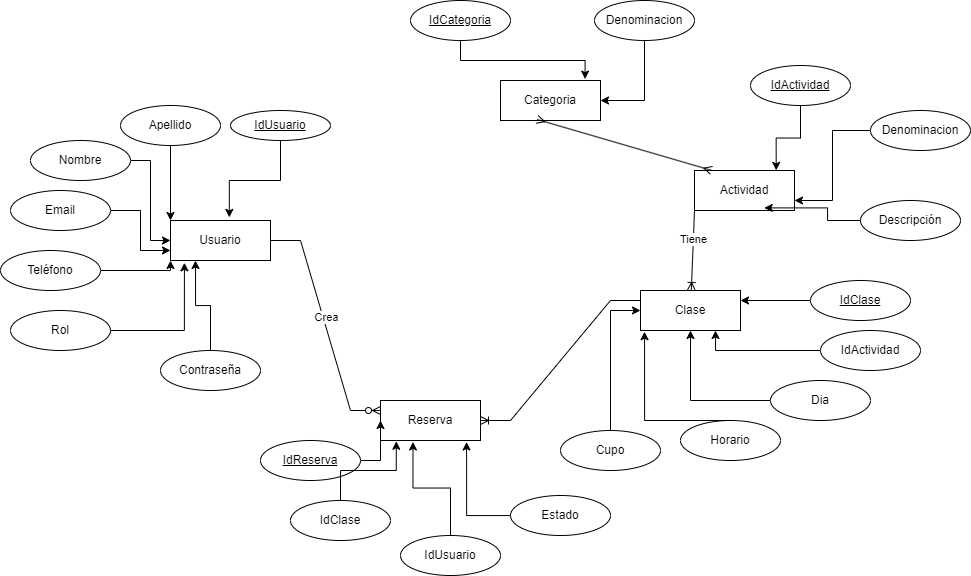 IdCategoria
Denominacion
Categoria
IdActividad
Apellido
IdUsuario
Denominacion
Nombre
Actividad
Email
Descripción
Usuario
Tiene
Teléfono
IdClase
Clase
Crea
Rol
IdActividad
Contraseña
Dia
Reserva
Horario
Cupo
IdReserva
Estado
IdClase
IdUsuario